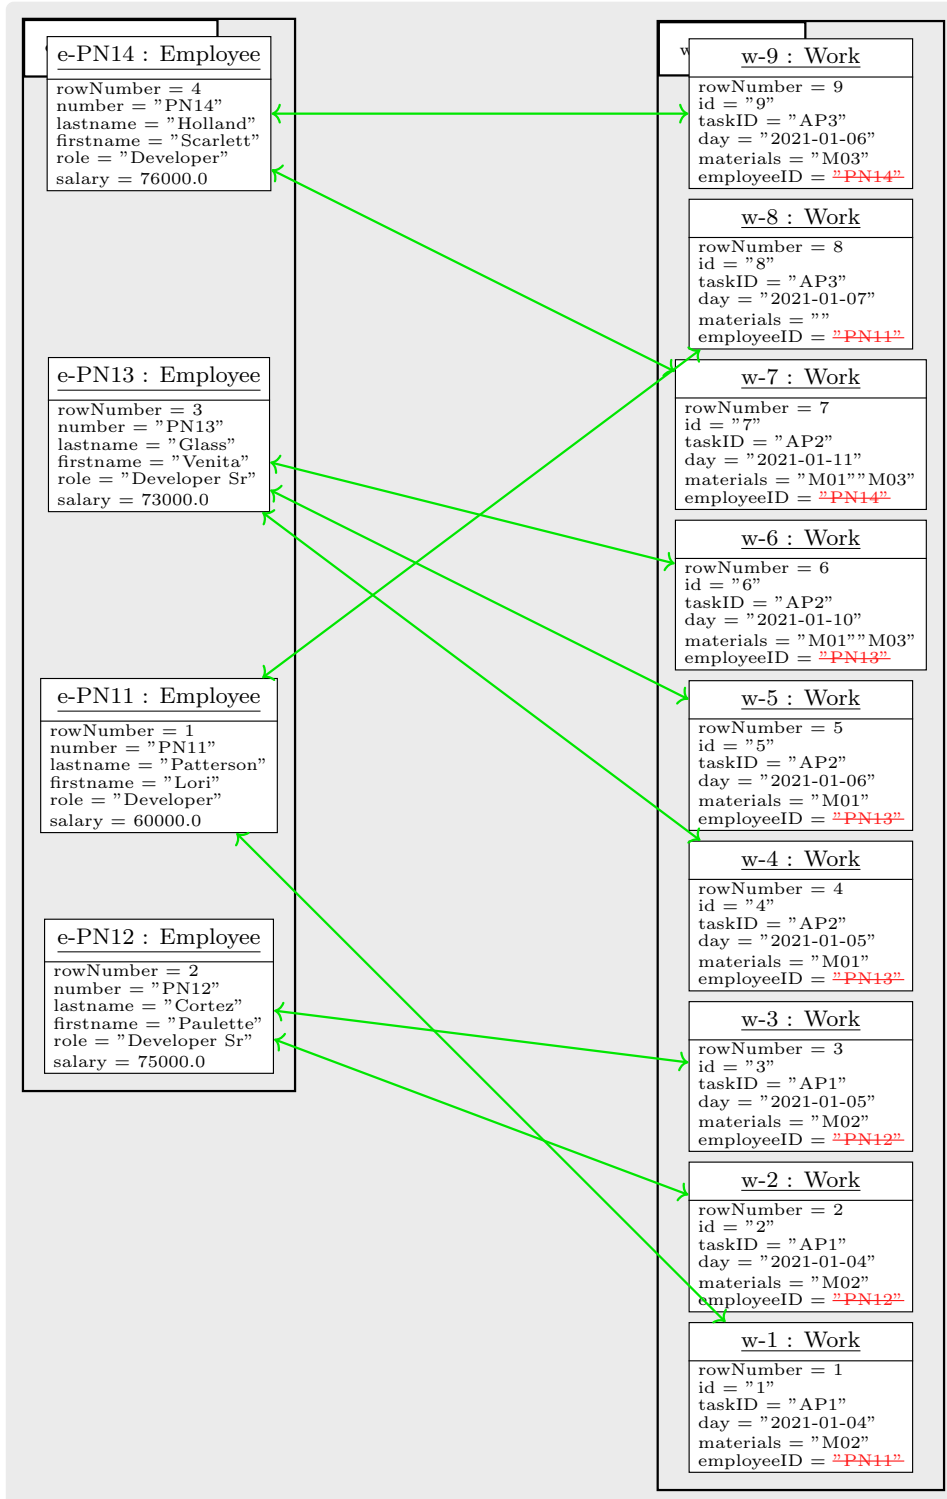 e-PN14 : Employee
rowNumber = 4
number = ”PN14”
lastname = ”Holland”
firstname = ”Scarlett”
role = ”Developer”
salary = 76000.0
e-PN13 : Employee
rowNumber = 3
number = ”PN13”
lastname = ”Glass”
firstname = ”Venita”
role = ”Developer Sr”
salary = 73000.0
e-PN11 : Employee
rowNumber = 1
number = ”PN11”
lastname = ”Patterson”
firstname = ”Lori”
role = ”Developer”
salary = 60000.0
e-PN12 : Employee
rowNumber = 2
number = ”PN12”
lastname = ”Cortez”
firstname = ”Paulette”
role = ”Developer Sr”
salary = 75000.0
w-9 : Work
rowNumber = 9
id = ”9”
taskID = ”AP3”
day = ”2021-01-06”
materials = ”M03”
employeeID = ”PN14”
w-8 : Work
rowNumber = 8
id = ”8”
taskID = ”AP3”
day = ”2021-01-07”
materials = ””
employeeID = ”PN11”
w-7 : Work
rowNumber = 7
id = ”7”
taskID = ”AP2”
day = ”2021-01-11”
materials = ”M01””M03”
employeeID = ”PN14”
w-6 : Work
rowNumber = 6
id = ”6”
taskID = ”AP2”
day = ”2021-01-10”
materials = ”M01””M03”
employeeID = ”PN13”
w-5 : Work
rowNumber = 5
id = ”5”
taskID = ”AP2”
day = ”2021-01-06”
materials = ”M01”
employeeID = ”PN13”
w-4 : Work
rowNumber = 4
id = ”4”
taskID = ”AP2”
day = ”2021-01-05”
materials = ”M01”
employeeID = ”PN13”
w-3 : Work
rowNumber = 3
id = ”3”
taskID = ”AP1”
day = ”2021-01-05”
materials = ”M02”
employeeID = ”PN12”
w-2 : Work
rowNumber = 2
id = ”2”
taskID = ”AP1”
day = ”2021-01-04”
materials = ”M02”
employeeID = ”PN12”
w-1 : Work
rowNumber = 1
id = ”1”
taskID = ”AP1”
day = ”2021-01-04”
materials = ”M02”
employeeID = ”PN11”